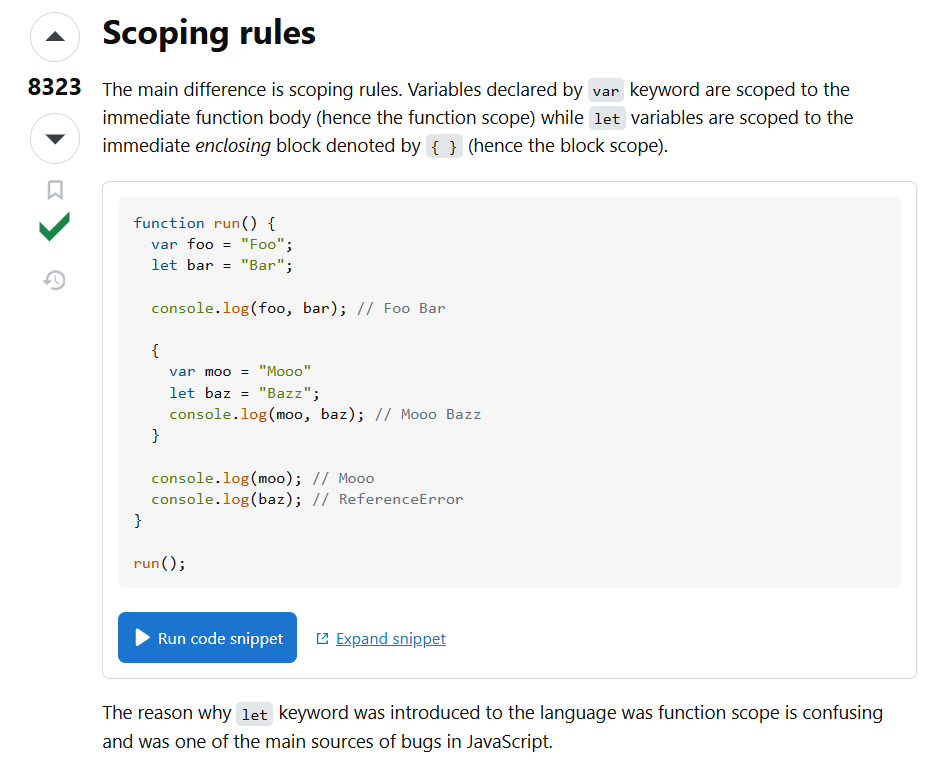 Scoping rules
8323
The main difference is scoping rules. Variables declared by var keyword are scoped to the
immediate function body (hence the function scope) while let variables are scoped to the
immediate enclosing block denoted by { } (hence the block scope).
function run() {
  var foo = "Foo";
  let bar = "Bar";

  console.log(foo, bar); // Foo Bar

  {
    var moo = "Mooo"
    let baz = "Bazz";
    console.log(moo, baz); // Mooo Bazz
  }

  console.log(moo); // Mooo
  console.log(baz); // ReferenceError
}

run();
Run code snippet
Expand snippet
The reason why let keyword was introduced to the language was function scope is confusing
and was one of the main sources of bugs in JavaScript.